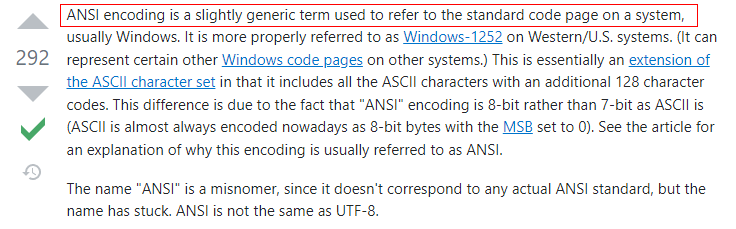 ANSI encoding is a slightly generic term used to refer to the standard code page on a system,
usually Windows. It is more properly referred to as Windows-1252 on Western/U.S. systems. (It can
292
represent certain other Windows code pages on other systems.) This is essentially an extension of
the ASCII character set in that it includes all the ASCII characters with an additional 128 character
codes. This difference is due to the fact that "ANSI" encoding is 8-bit rather than 7-bit as ASCII is
(ASCII is almost always encoded nowadays as 8-bit bytes with the MSB set to 0). See the article for
an explanation of why this encoding is usually referred to as ANSI.
The name "ANSI" is a misnomer, since it doesn't correspond to any actual ANSI standard, but the
name has stuck. ANSI is not the same as UTF-8.